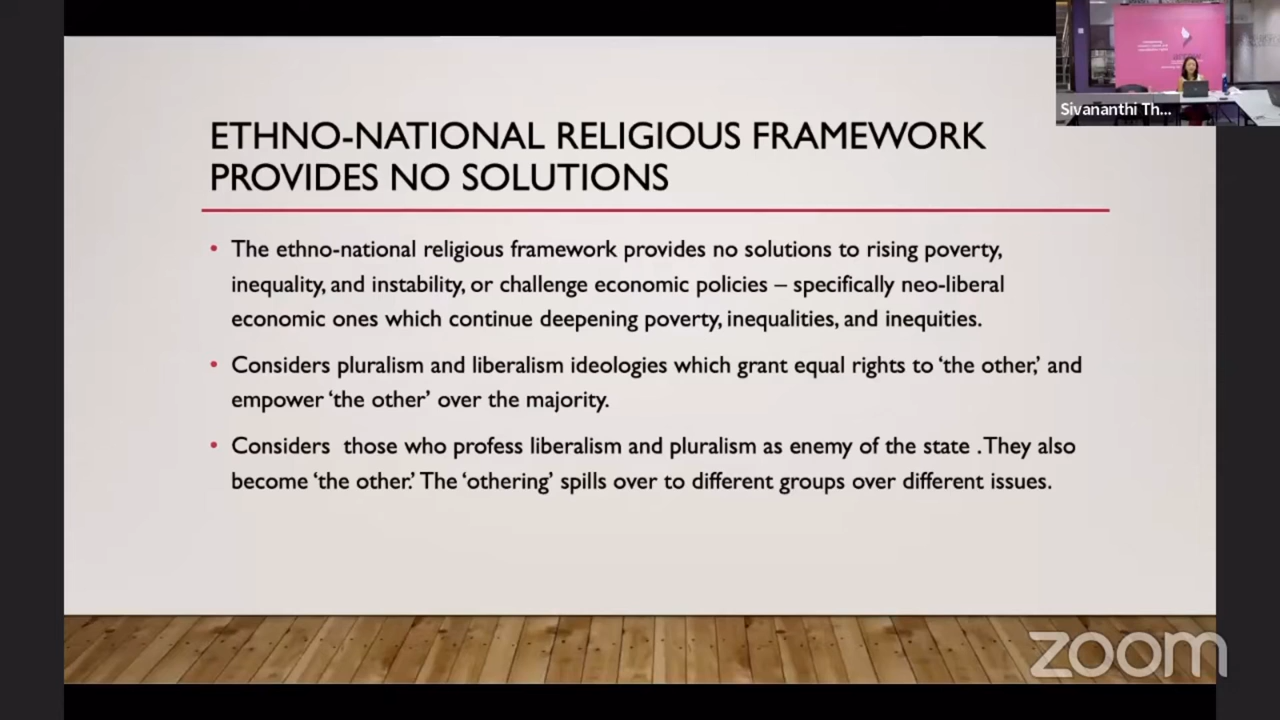 Sivananthi Th...
ETHNO-NATIONAL RELIGIOUS FRAMEWORK
PROVIDES NO SOLUTIONS
• The ethno-national religious framework provides no solutions to rising poverty,
inequality, and instability, or challenge economic policies – specifically neo-liberal
economic ones which continue deepening poverty, inequalities, and inequities.
• Considers pluralism and liberalism ideologies which grant equal rights to ‘the other,’ and
empower ‘the other’ over the majority.
• Considers  those who profess liberalism and pluralism as enemy of the state . They also
become ‘the other.’ The ‘othering’ spills over to different groups over different issues.
zoom